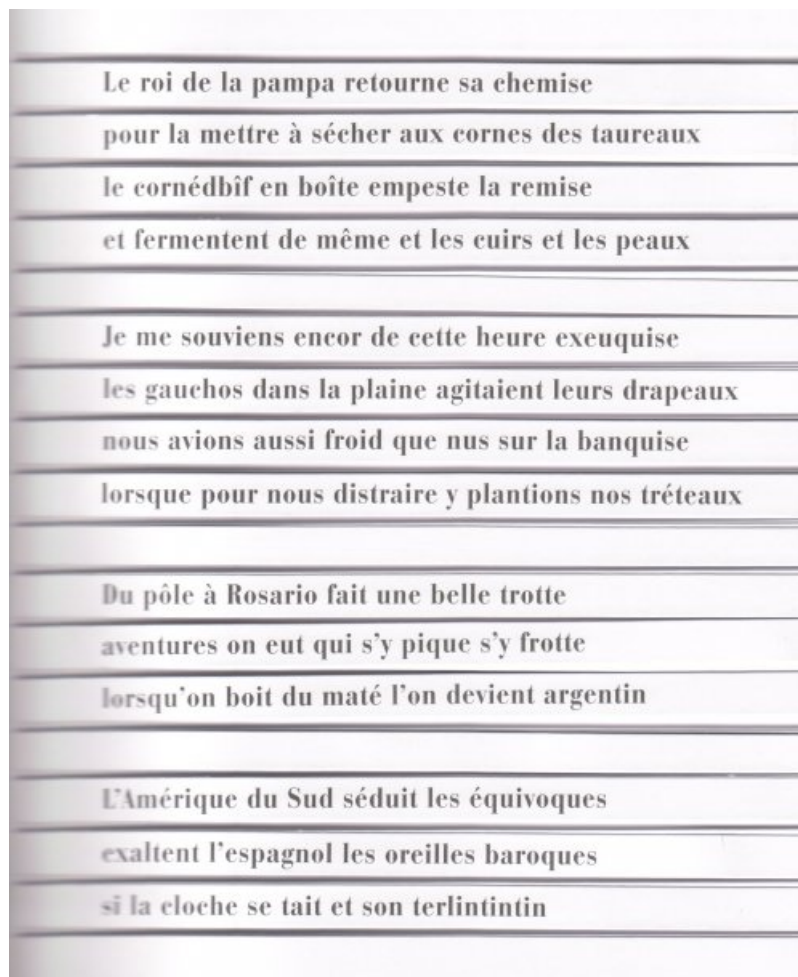 Le roi de la pampa retourne sa chemise
pour la mettre à sécher aux cornes des taureaux
le cornédbîf en boîte empeste la remise
et fermentent de même et les cuirs et les peaux
Je me souviens encor de cette heure exeuquise
les gauchos dans la plaine agitaient leurs drapeaux
nous avions aussi froid que nus sur la banquise
lorsque pour nous distraire y plantions nos tréteaux
Du pôle à Rosario fait une belle trotte
aventures on eut qui s'y pique s'y frotte
lorsqu'on boit du maté l'on devient argentin
L'Amérique du Sud séduit les équivoques
exaltent l'espagnol les oreilles baroques
si la cloche se tait et son terlintintin